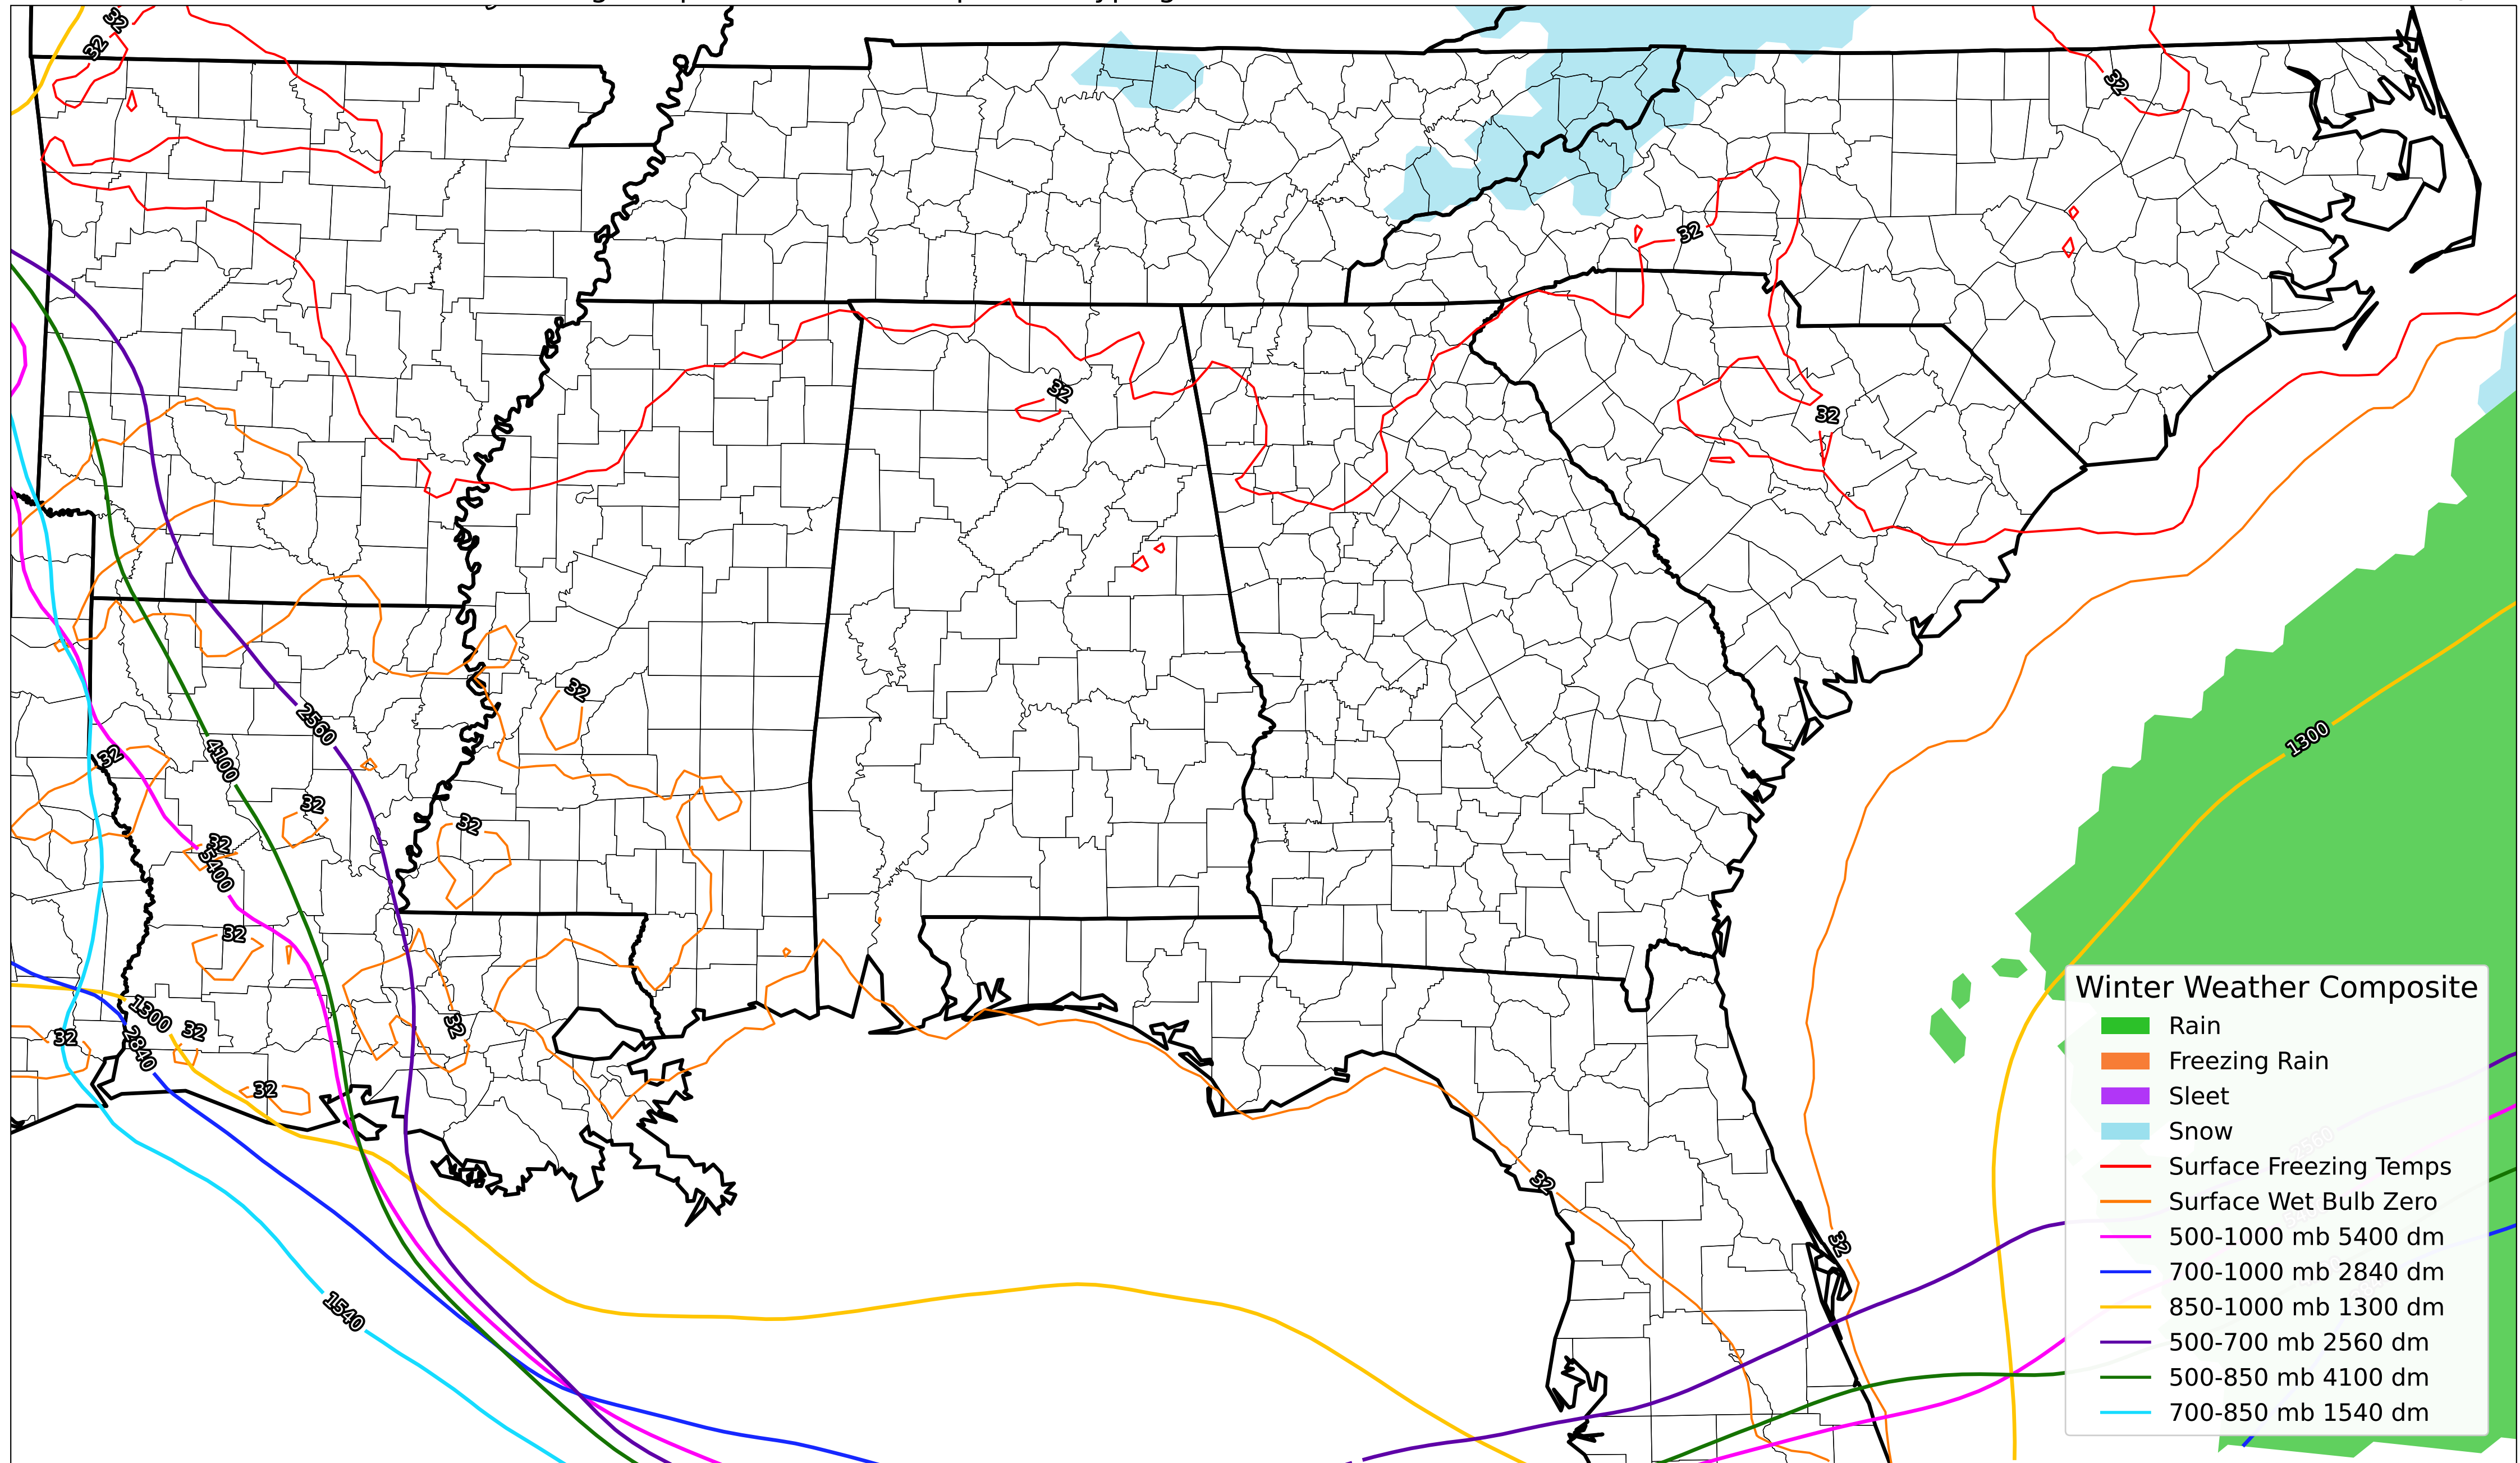 32
32
32
32
32
32
2560
4100
32
32
32
32
32
5400
32
1300
1300
2840
32
32
32
32
32
32
1540
Winter Weather Composite
Rain
Freezing Rain
Sleet
Snow
Surface Freezing Temps
Surface Wet Bulb Zero
500-1000 mb 5400 dm
700-1000 mb 2840 dm
850-1000 mb 1300 dm
500-700 mb 2560 dm
500-850 mb 4100 dm
700-850 mb 1540 dm
2560